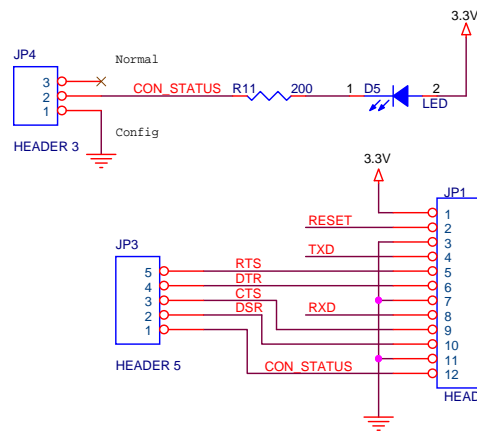 3.3V
JP4
Normal
3
2
1
CON_STATUS
R11
200
1
D5
2
LED
Config
HEADER 3
3.3V
JP1
RESET
TXD
RTS
DTR
CTS
DSR
RXD
CON_STATUS
JP3
5
4
3
2
1
HEADER 5
1
2
3
4
5
6
7
8
9
10
11
12
HEAD